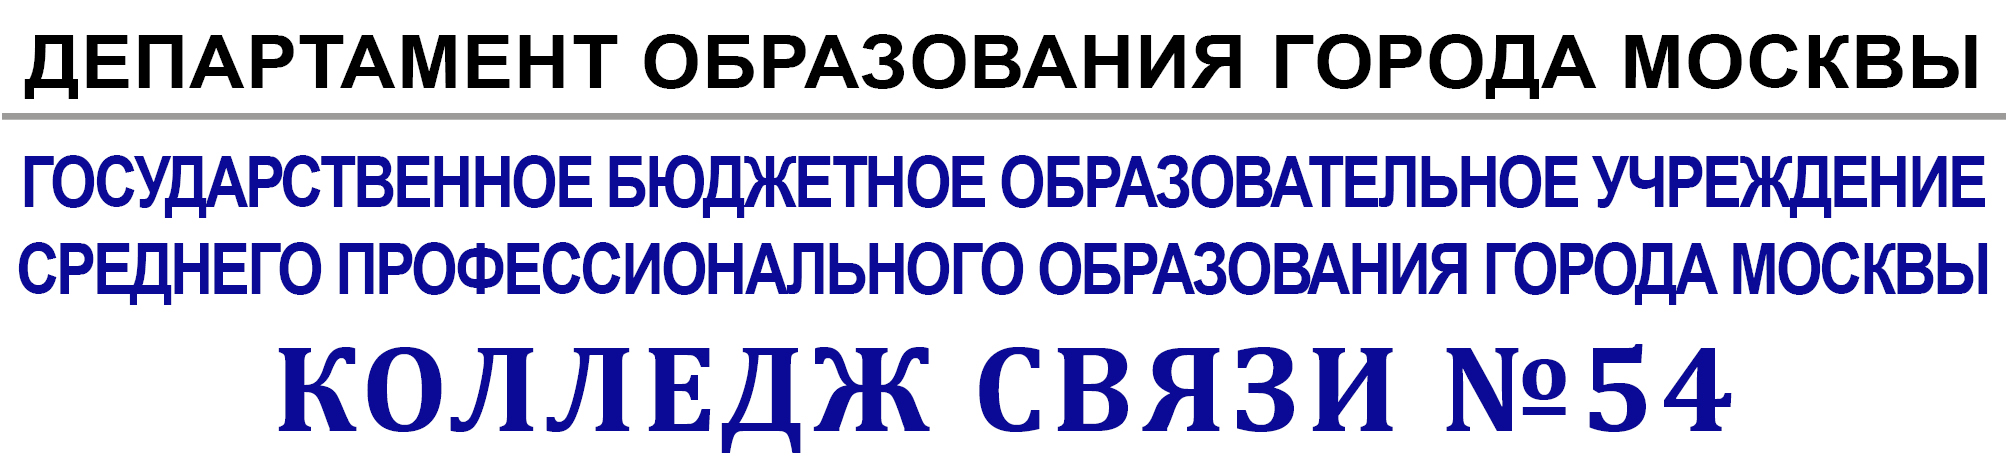 ДЕПАРТАМЕНТ ОБРАЗОВАНИЯ ГОРОДА МОСКВЫ
ГОСУДАРСТВЕННОЕ БЮДЖЕТНОЕ ОБРАЗОВАТЕЛЬНОЕ УЧРЕЖДЕНИЕ
СРЕДНЕГО ПРОФЕССИОНАЛЬНОГО ОБРАЗОВАНИЯ ГОРОДА МОСКВЫ
КОЛЛЕДЖ СВЯЗИ №54